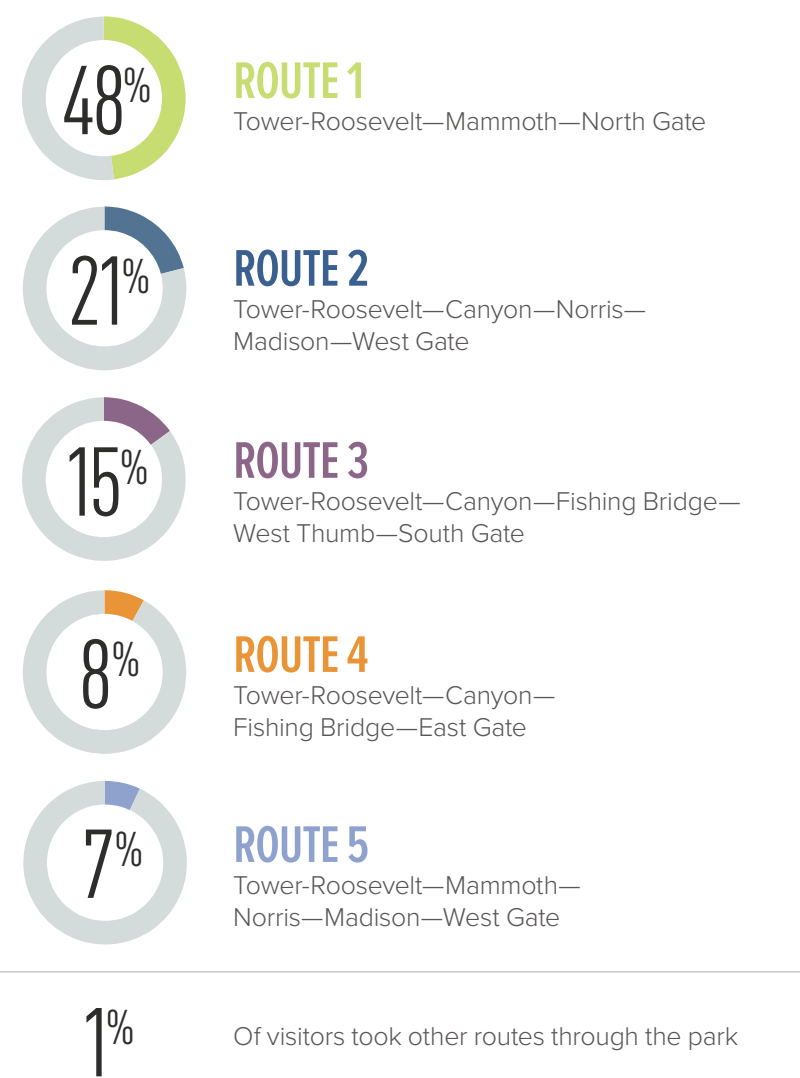 48%
ROUTE 1
Tower-Roosevelt—Mammoth—North Gate
21%
ROUTE 2
Tower-Roosevelt—Canyon—Norris—
Madison—West Gate
15%
ROUTE 3
Tower-Roosevelt—Canyon—Fishing Bridge—
West Thumb—South Gate
8%
ROUTE 4
Tower-Roosevelt—Canyon—
Fishing Bridge—East Gate
7%
ROUTE 5
Tower-Roosevelt—Mammoth—
Norris—Madison—West Gate
1%
Of visitors took other routes through the park